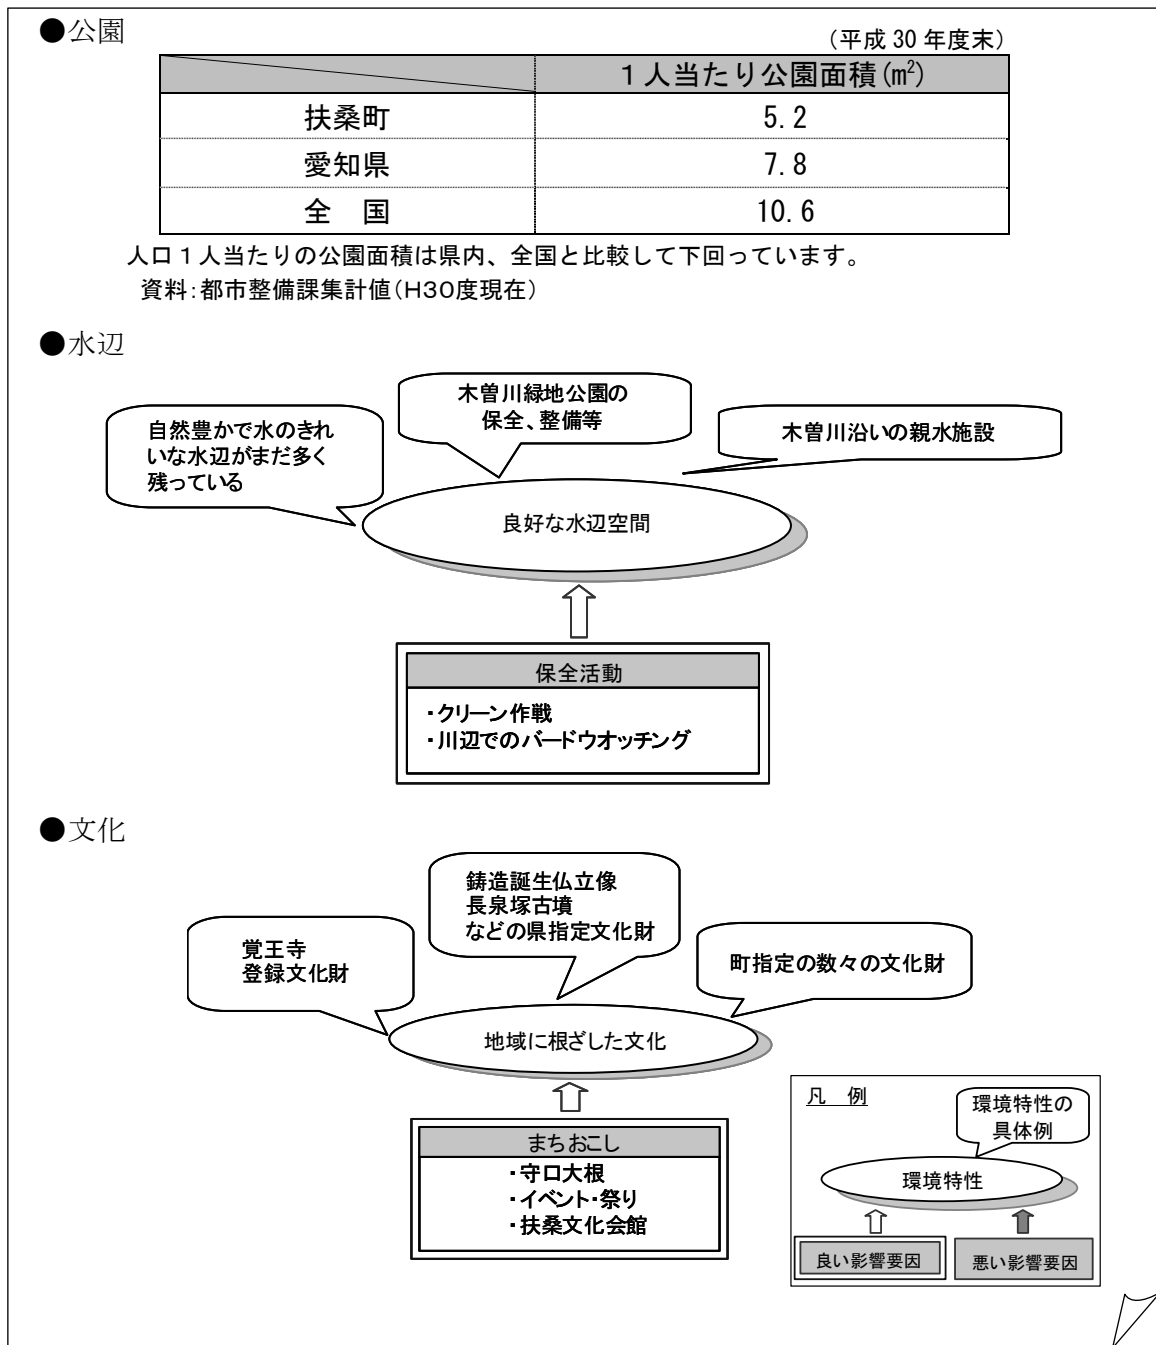 ●公園
（平成 30 年度末）
１人当たり公園面積(㎡)
扶桑町 5.2
愛知県 7.8
全　国 10.6
人口１人当たりの公園面積は県内、全国と比較して下回っています。
資料：都市整備課集計値（H30度現在）
●水辺
木曽川緑地公園の
保全、整備等
自然豊かで水のきれ
いな水辺がまだ多く
残っている
木曽川沿いの親水施設
良好な水辺空間
保全活動
・クリーン作戦
・川辺でのバードウオッチング
●文化
鋳造誕生仏立像
長泉塚古墳
などの県指定文化財
覚王寺
登録文化財
町指定の数々の文化財
地域に根ざした文化
まちおこし
・守口大根
・イベント・祭り
・扶桑文化会館
凡　例
環境特性の
具体例
環境特性
良い影響要因
悪い影響要因